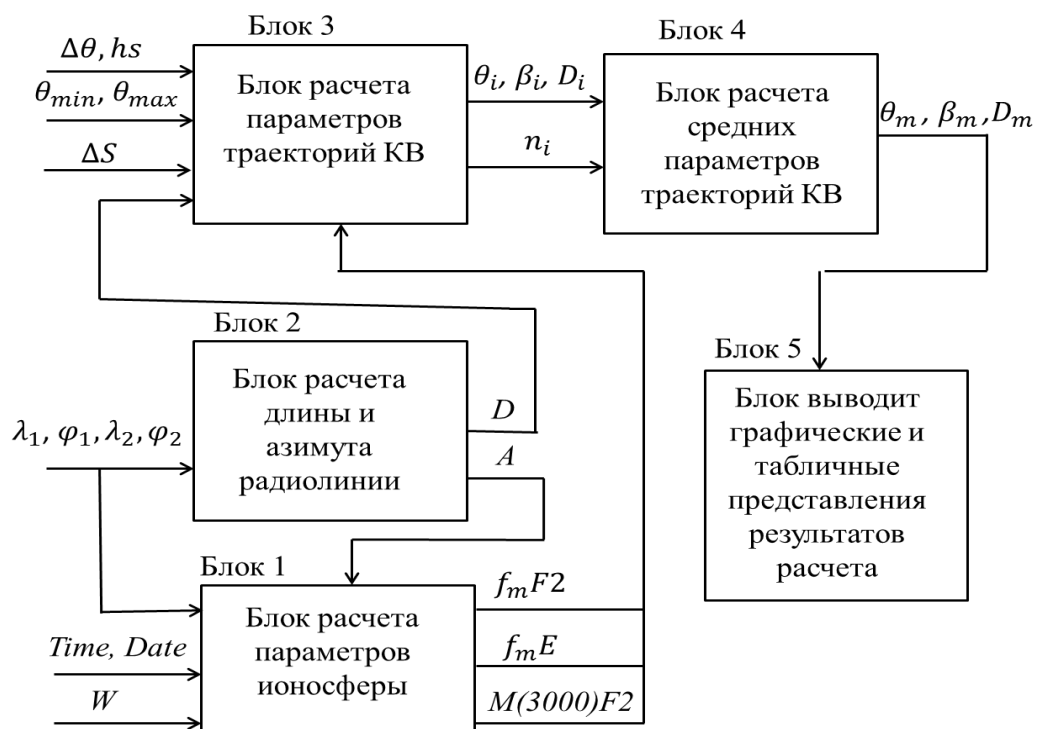 Блок 3
Δθ, hs
θmin, θmax
ΔS
Блок расчета
параметров
траекторий КВ
θi, βi, Di
ni
Блок 4
Блок расчета
средних
параметров
траекторий КВ
θm, βm,Dm
Блок 2
λ1, φ1, λ2, φ2
Блок расчета
длины и
азимута
радиолинии
D
A
Блок 5
Блок выводит
графические и
табличные
представления
результатов
расчета
Блок 1
Time, Date
W
Блок расчета
параметров
ионосферы
fmF2
fmE
M(3000)F2